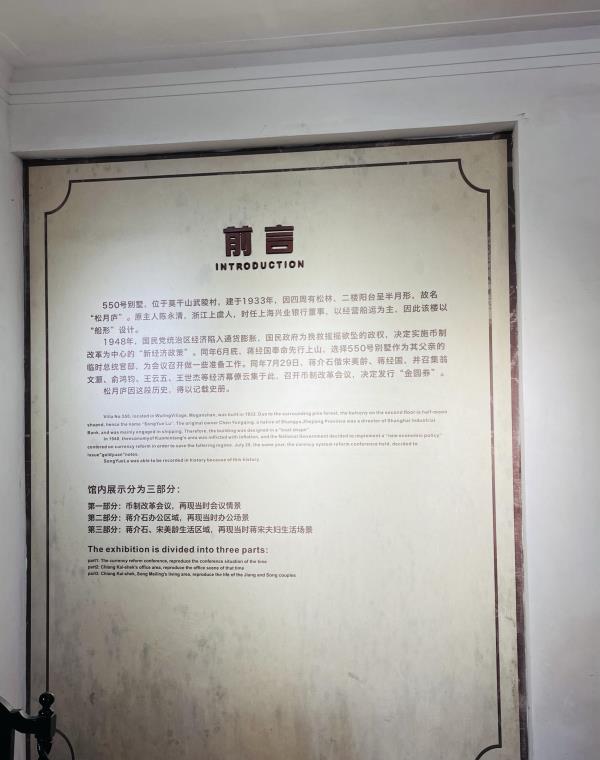 前言
INTRODUCTION
550号别墅，位于莫干山武陵村，建于1933年，因四周有松林、二楼阳台呈半月形，故名
“松月庐”。原主人陈永清，浙江上虞人，时任上海兴业银行董事，以经营船运为主，因此该楼以
“船形”设计。
1948年，国民党统治区经济陷入通货膨胀，国民政府为挽救摇摇欲坠的政权，决定实施币制
改革为中心的“新经济政策”。同年6月底，蒋经国奉命先行上山，选择550号别墅作为其父亲的
临时总统官邸，为会议召开做一些准备工作。同年7月29日，蒋介石偕宋美龄、蒋经国，并召集翁
文灏、俞鸿钧、王云五、王世杰等经济幕僚云集于此，召开币制改革会议，决定发行“金圆券”。
松月庐因这段历史，得以记载史册。
Villa No.550, located in WulingVillage, Moganshan, was built in 1933. Due to the surrounding pine forest, the balcony on the second floor is half-moon
shaped, hence the name "SongYue Lu". The original owner Chen Yongqing, a native of Shangyu,Zhejiang Province was a director of Shanghai Industrial
Bank, and was mainly engaged in shipping. Therefore, the building was designed in a "boat shape"
In 1948, theconomy of Kuomintang's area was inflicted with inflation, and the National Government decided to implement a "new economic policy,"
centered on currency reform in order to save the faltering regime. July 29, the same year, the currency system reform conference held, decided to
issue"goldyuan"notes.
SongYueLu was able to be recorded in history because of this history.
馆内展示分为三部分：
第一部分：币制改革会议，再现当时会议情景
第二部分：蒋介石办公区域，再现当时办公场景
第三部分：蒋介石、宋美龄生活区域，再现当时蒋宋夫妇生活场景
The exhibition is divided into three parts:
part1: The currency reform conference, reproduce the conference situation of the time
part2: Chiang Kai-shek's office area, reproduce the office scene of that time
part3: Chiang Kai-shek, Song Meiling's living area, reproduce the life of the Jiang and Song couples